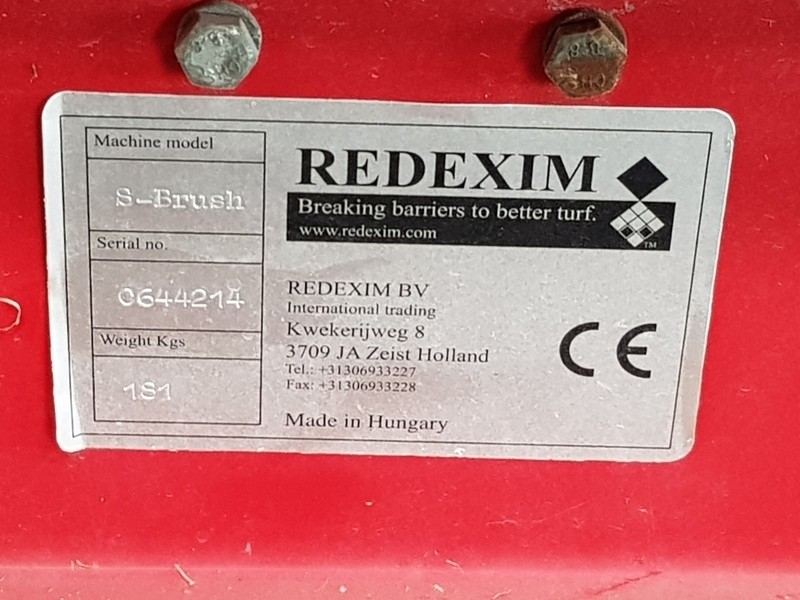 Machine model
S-Brush
Serial no.
0644214
Weight Kgs
181
REDEXIM
Breaking barriers to better turf.
www.redexim.com
TM
REDEXIM BV
International trading
Kwekerijweg 8
3709 JA Zeist Holland
Tel.: +31306933227
Fax: +31306933228
Made in Hungary
CE